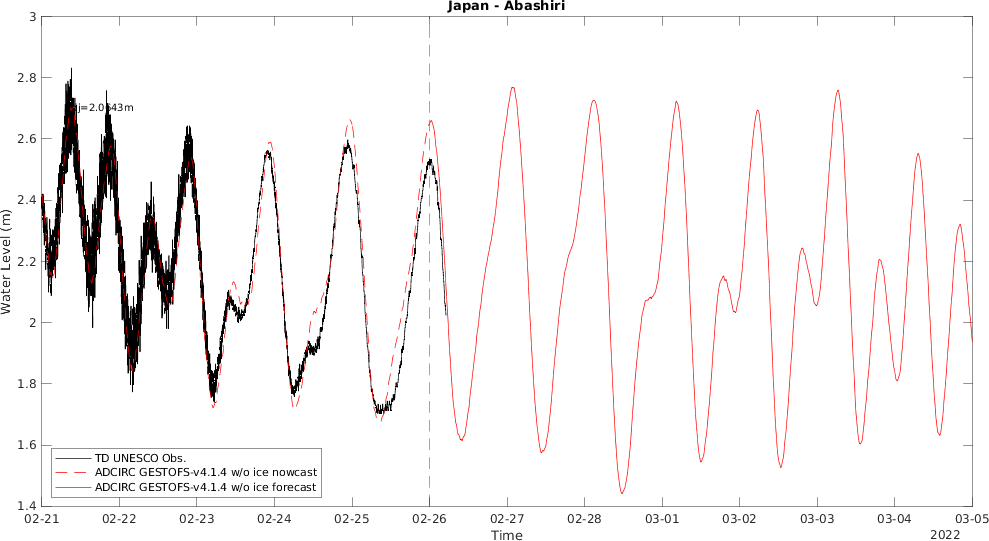 Japan - Abashiri
3
2.8
2.6
2.4
2.2
2
1.8
1.6
1.4
Water Level (m)
j=2.0643m
TD UNESCO Obs.
ADCIRC GESTOFS-v4.1.4 w/o ice nowcast
ADCIRC GESTOFS-v4.1.4 w/o ice forecast
02-21 02-22 02-23 02-24 02-25 02-26 02-27 02-28 03-01 03-02 03-03 03-04 03-05
Time
2022